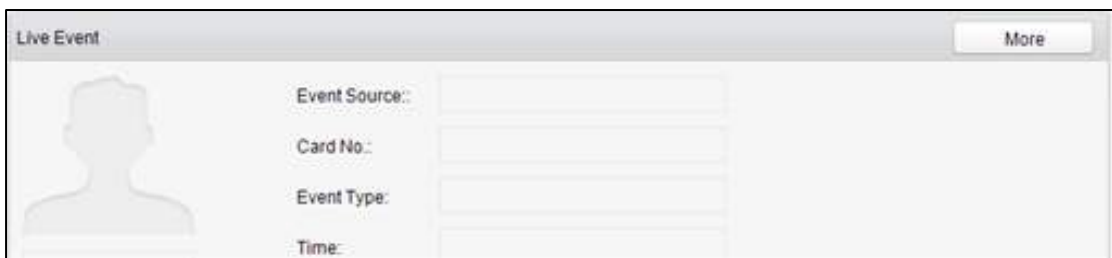 Live Event
More
Event Source::
Card No.:
Event Type:
Time: